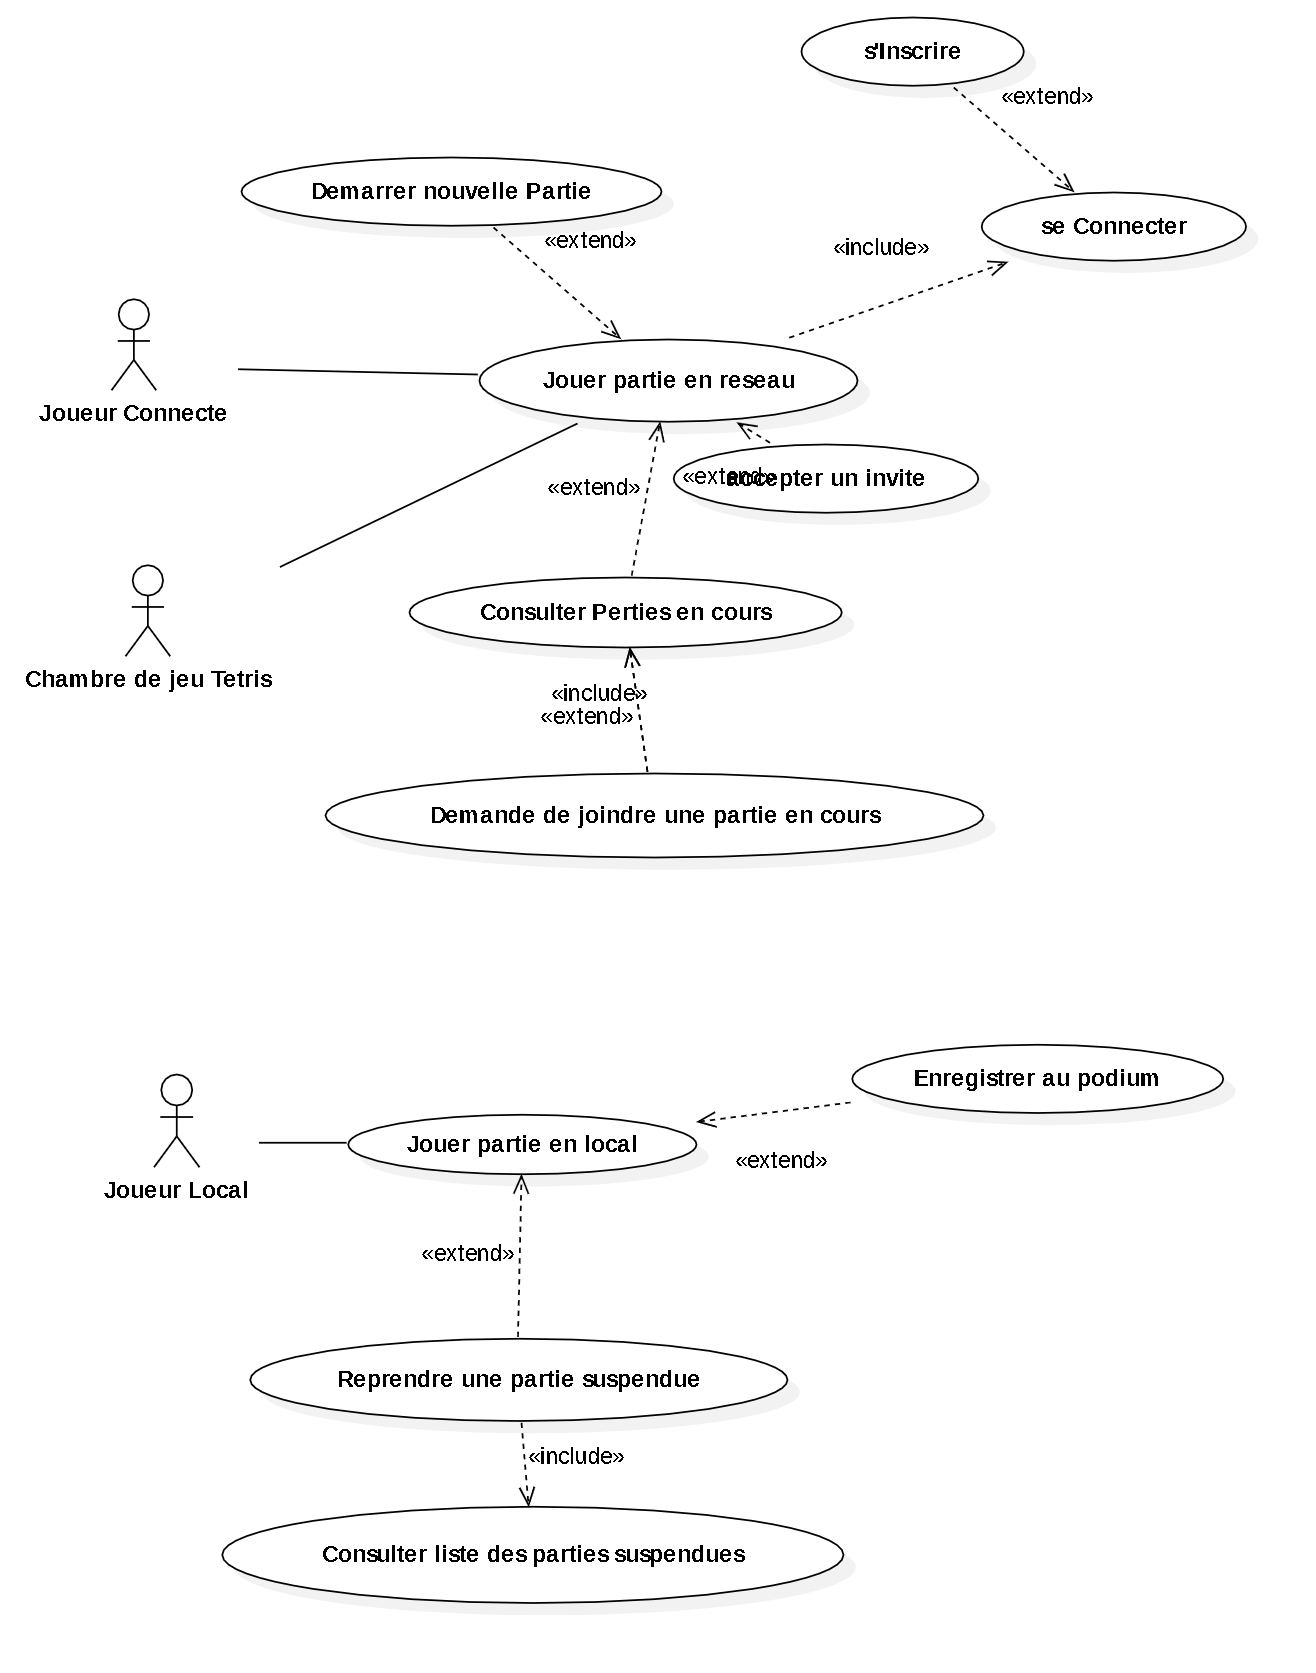 s'Inscrire
«extend»
Demarrer nouvelle Partie
se Connecter
«extend»
«include»
Jouer partie en reseau
Joueur Connecte
«extend»
accepter un invite
«extend»
Consulter Perties en cours
Chambre de jeu Tetris
«include»
«extend»
Demande de joindre une partie en cours
Enregistrer au podium
Jouer partie en local
«extend»
Joueur Local
«extend»
Reprendre une partie suspendue
«include»
Consulter liste des parties suspendues